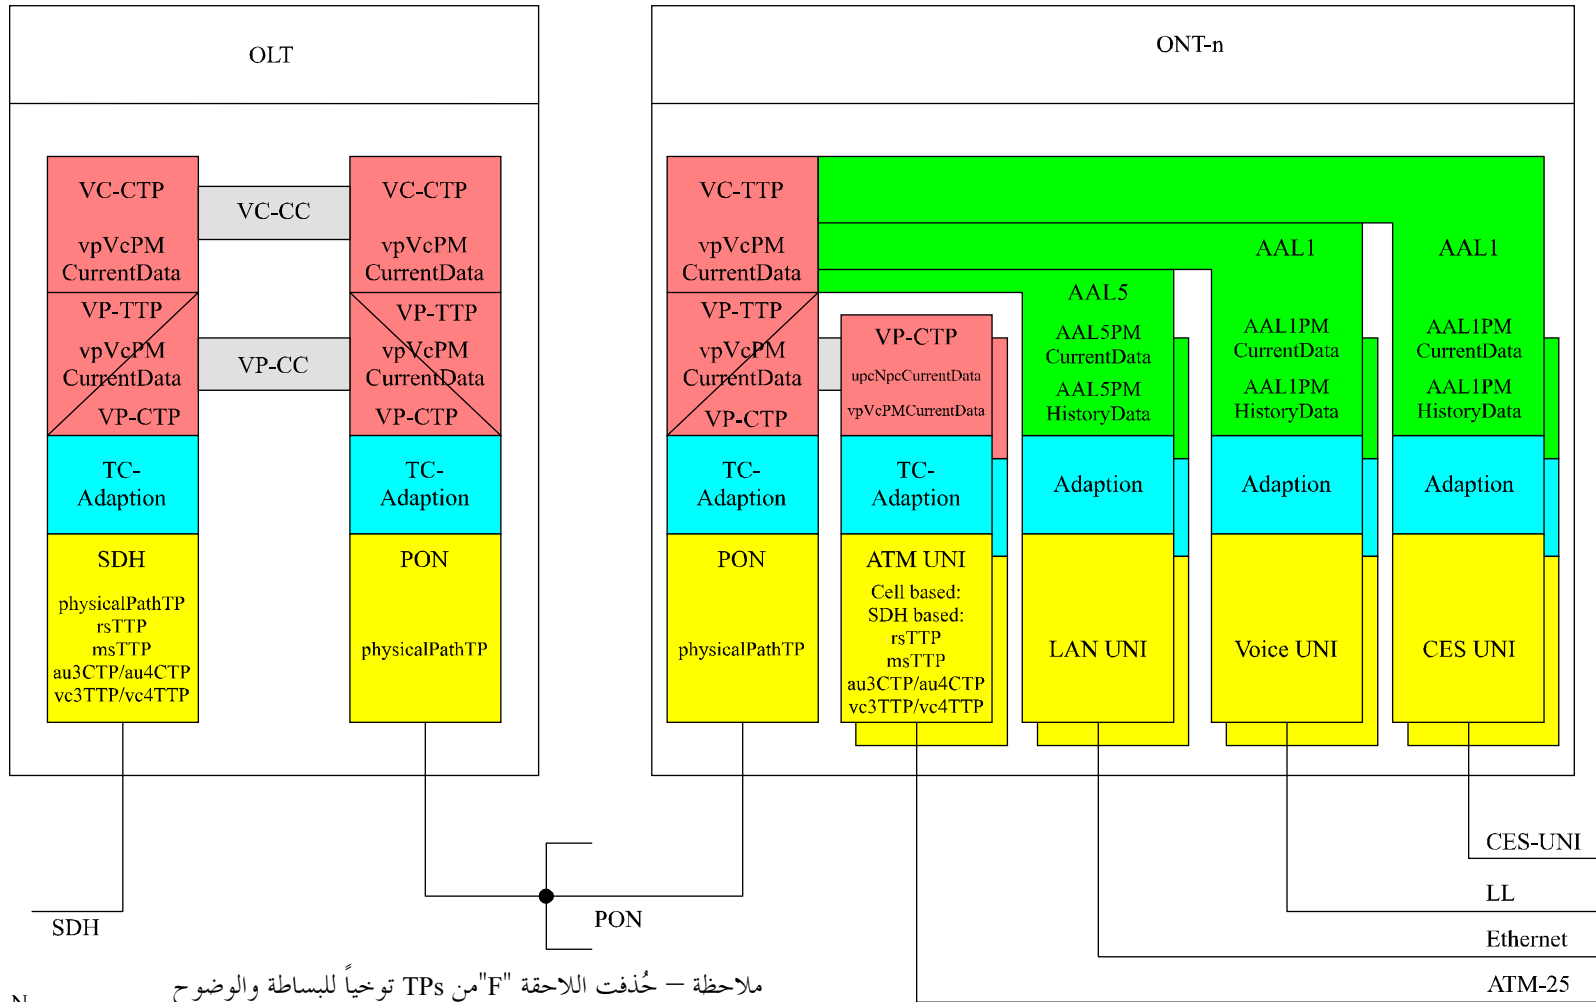 OLT
ONT-n
VC-CTP
vpVcPM
CurrentData
VP-TTP
vpVcPM
CurrentData
VP-CTP
TC-
Adaption
SDH
physicalPathTP
rsTTP
msTTP
au3CTP/au4CTP
vc3TTP/vc4TTP
VC-CC
VP-CC
VC-CTP
vpVcPM
CurrentData
VP-TTP
vpVcPM
CurrentData
VP-CTP
TC-
Adaption
PON
physicalPathTP
VC-TTP
vpVcPM
CurrentData
VP-TTP
vpVcPM
CurrentData
VP-CTP
TC-
Adaption
PON
physicalPathTP
VP-CTP
upcNpcCurrentData
vpVcPMCurrentData
TC-
Adaption
ATM UNI
Cell based:
SDH based:
rsTTP
msTTP
au3CTP/au4CTP
vc3TTP/vc4TTP
AAL5
AAL5PM
CurrentData
AAL5PM
HistoryData
Adaption
LAN UNI
AAL1
AAL1PM
CurrentData
AAL1PM
HistoryData
Adaption
Voice UNI
AAL1
AAL1PM
CurrentData
AAL1PM
HistoryData
Adaption
CES UNI
SDH
PON
CES-UNI
LL
Ethernet
ATM-25
ملاحظة – حُذفت اللاحقة "F"من TPs توخياً للبساطة والوضوح